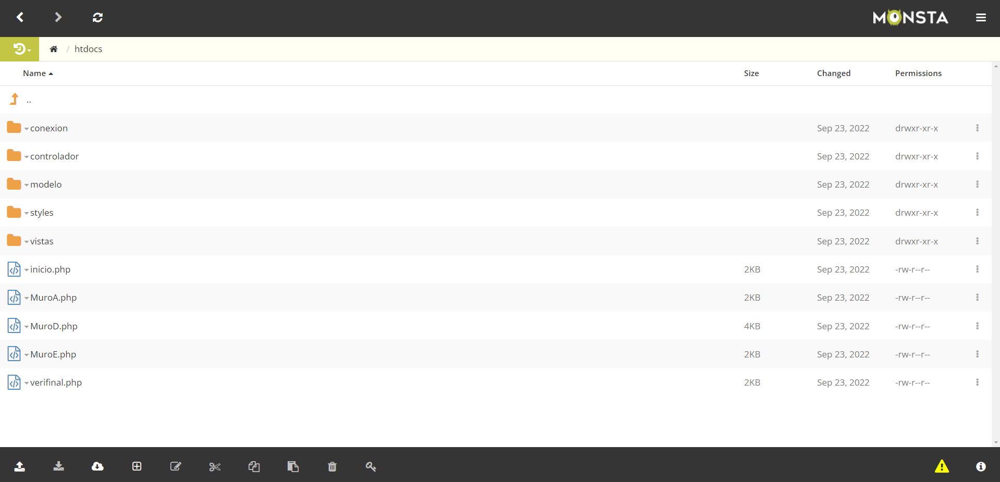 MONSTA
/ htdocs
Name Size Changed Permissions
..
conexion Sep 23, 2022 drwxr-xr-x
controlador Sep 23, 2022 drwxr-xr-x
modelo Sep 23, 2022 drwxr-xr-x
styles Sep 23, 2022 drwxr-xr-x
vistas Sep 23, 2022 drwxr-xr-x
inicio.php 2KB Sep 23, 2022 -rw-r--r--
MuroA.php 2KB Sep 23, 2022 -rw-r--r--
MuroD.php 4KB Sep 23, 2022 -rw-r--r--
MuroE.php 2KB Sep 23, 2022 -rw-r--r--
verifinal.php 2KB Sep 23, 2022 -rw-r--r--